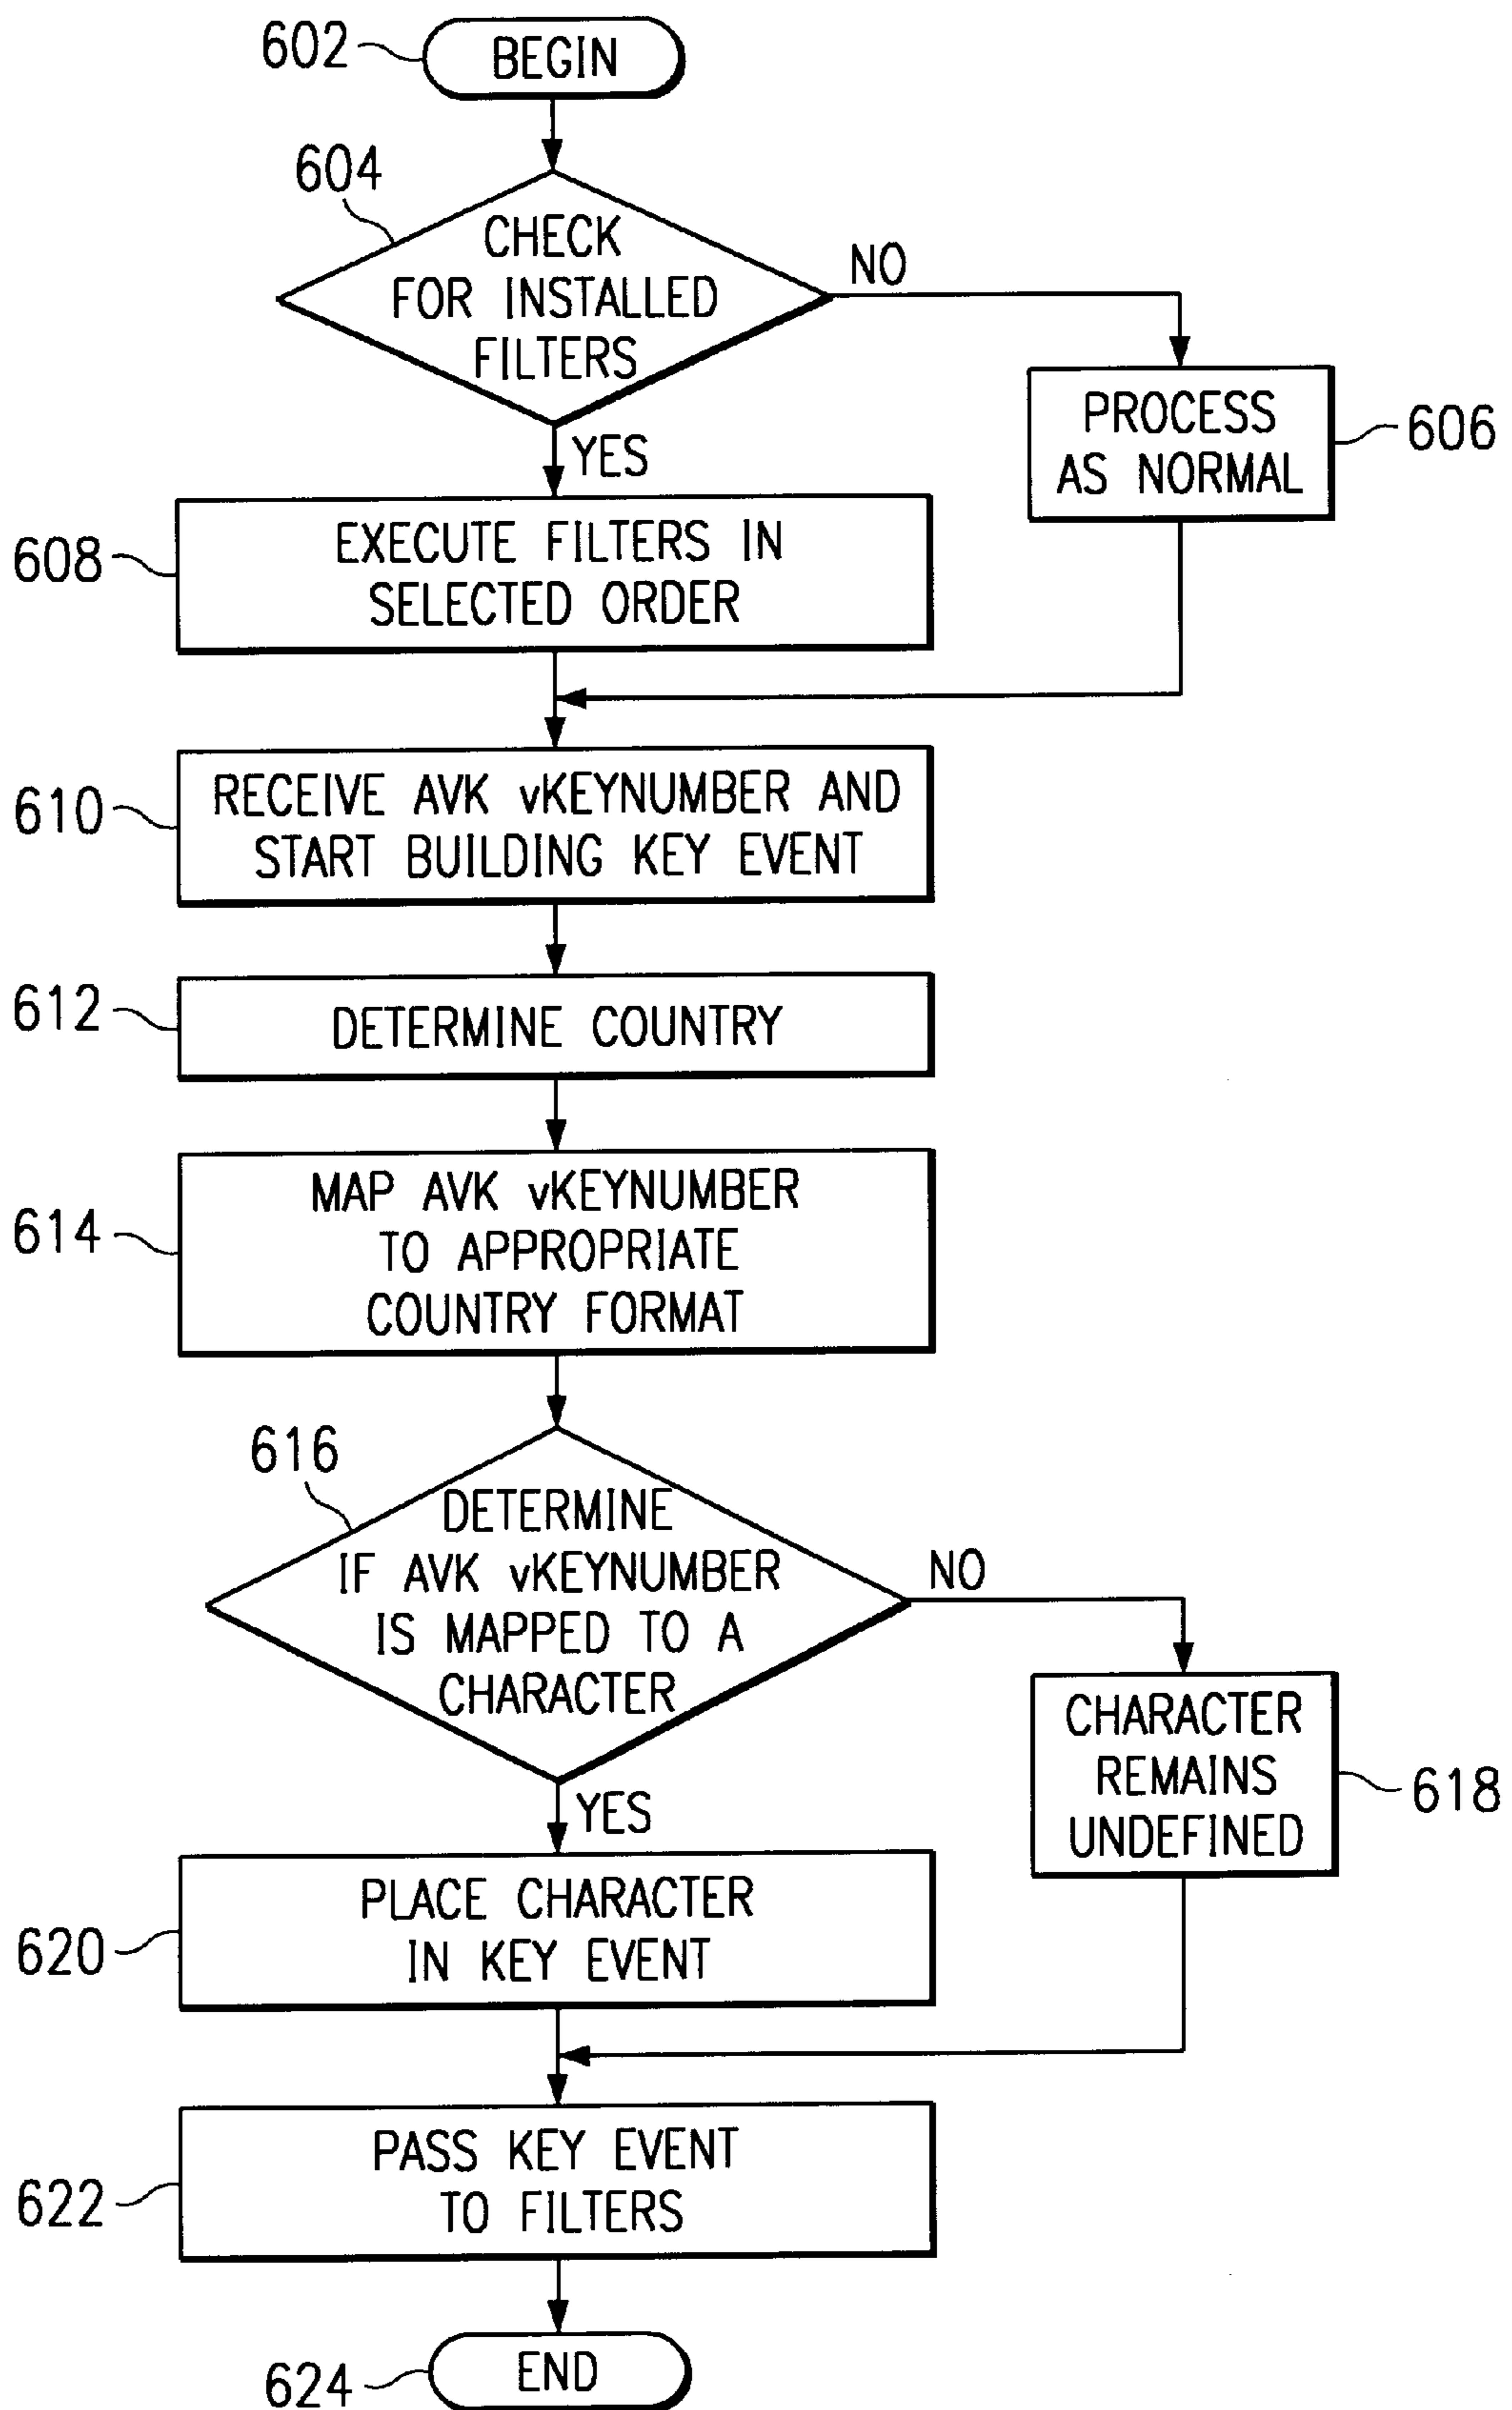 602
BEGIN
604
CHECK
FOR INSTALLED
FILTERS
NO
PROCESS
AS NORMAL
606
YES
608
EXECUTE FILTERS IN
SELECTED ORDER
610
RECEIVE AVK vKEYNUMBER AND
START BUILDING KEY EVENT
612
DETERMINE COUNTRY
614
MAP AVK vKEYNUMBER
TO APPROPRIATE
COUNTRY FORMAT
616
DETERMINE
IF AVK vKEYNUMBER
IS MAPPED TO A
CHARACTER
NO
CHARACTER
REMAINS
UNDEFINED
618
YES
620
PLACE CHARACTER
IN KEY EVENT
622
PASS KEY EVENT
TO FILTERS
624
END